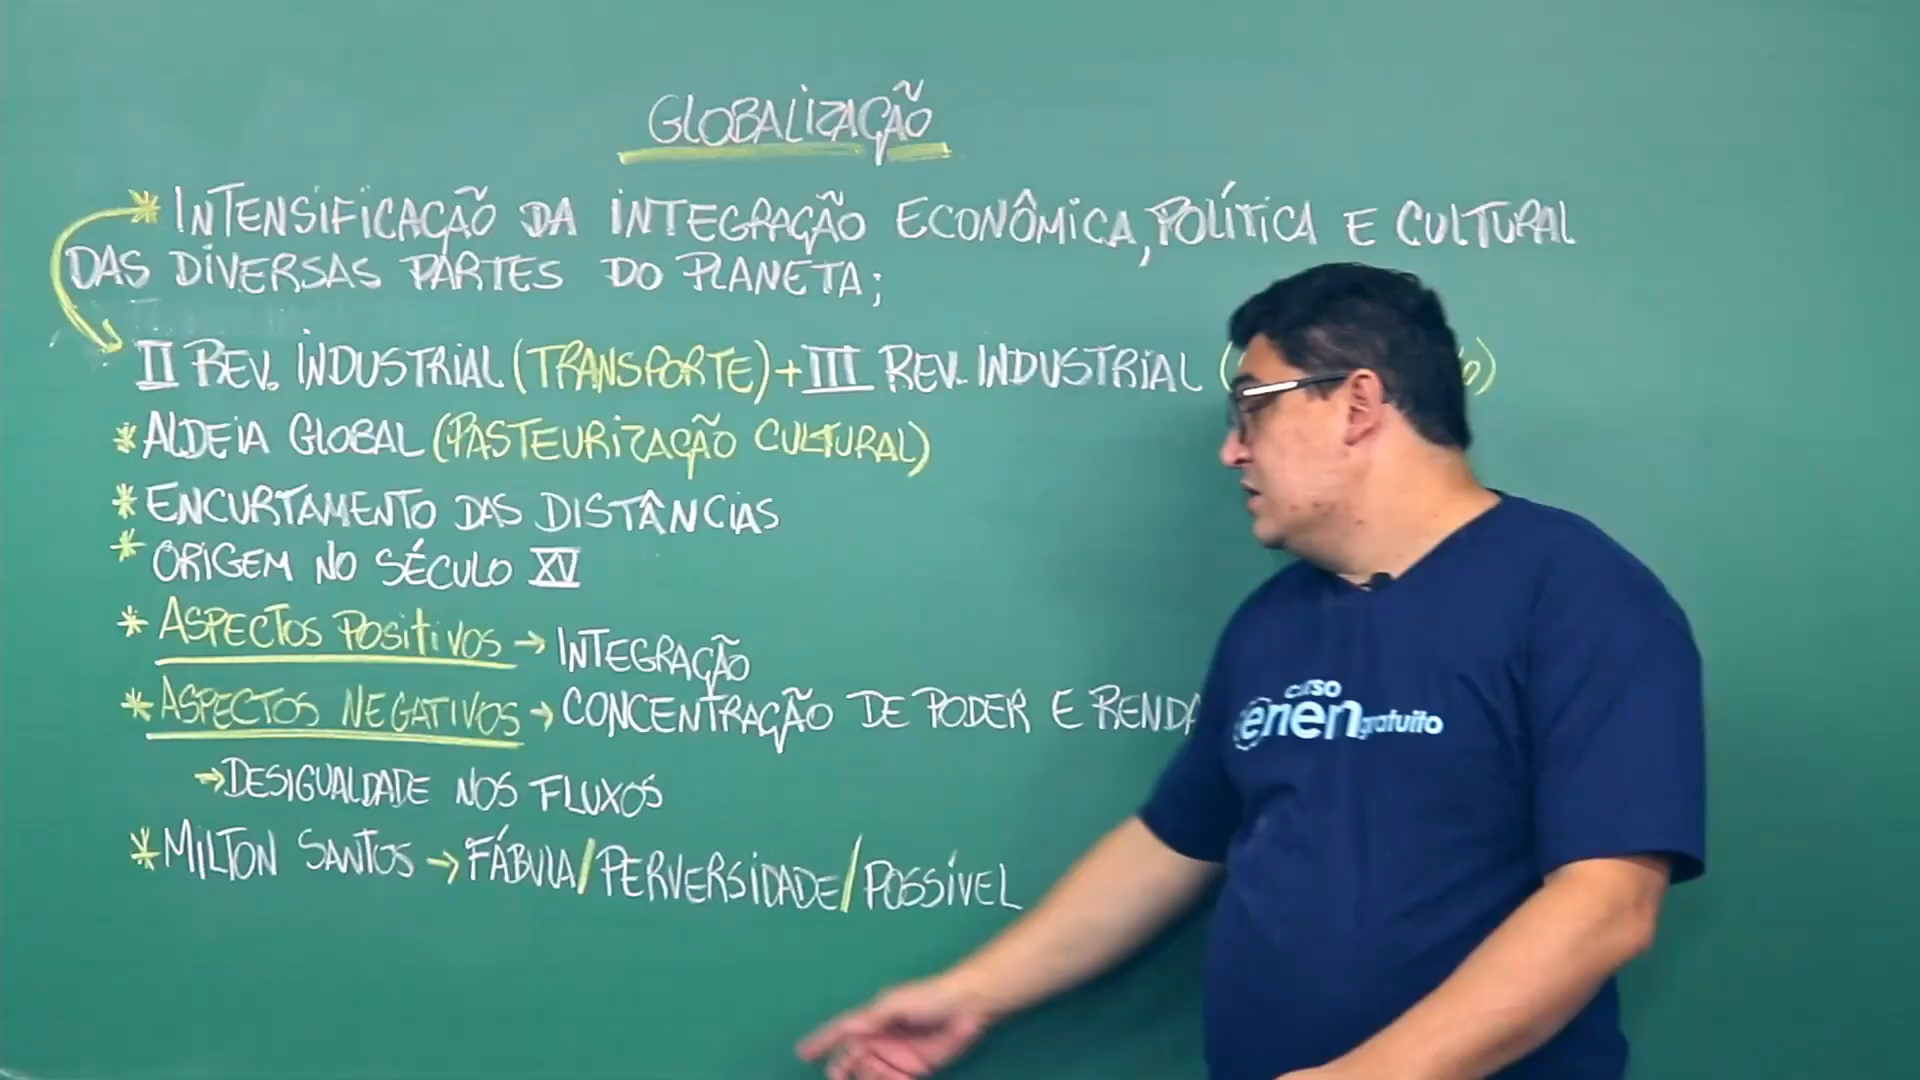 GLOBALIZAÇÃO
* INTENSIFICAÇÃO DA INTEGRAÇÃO ECONÔMICA, POLÍTICA E CULTURAL
DAS DIVERSAS PARTES DO PLANETA;
II REV. INDUSTRIAL (TRANSPORTE) + III REV. INDUSTRIAL (
* ALDEIA GLOBAL (PASTEURIZAÇÃO CULTURAL)
* ENCURTAMENTO DAS DISTÂNCIAS
* ORIGEM NO SÉCULO XV
* ASPECTOS POSITIVOS → INTEGRAÇÃO
* ASPECTOS NEGATIVOS → CONCENTRAÇÃO DE PODER E RENDA
→ DESIGUALDADE NOS FLUXOS
* MILTON SANTOS → FÁBULA / PERVERSIDADE / POSSÍVEL
curso
enem gratuito